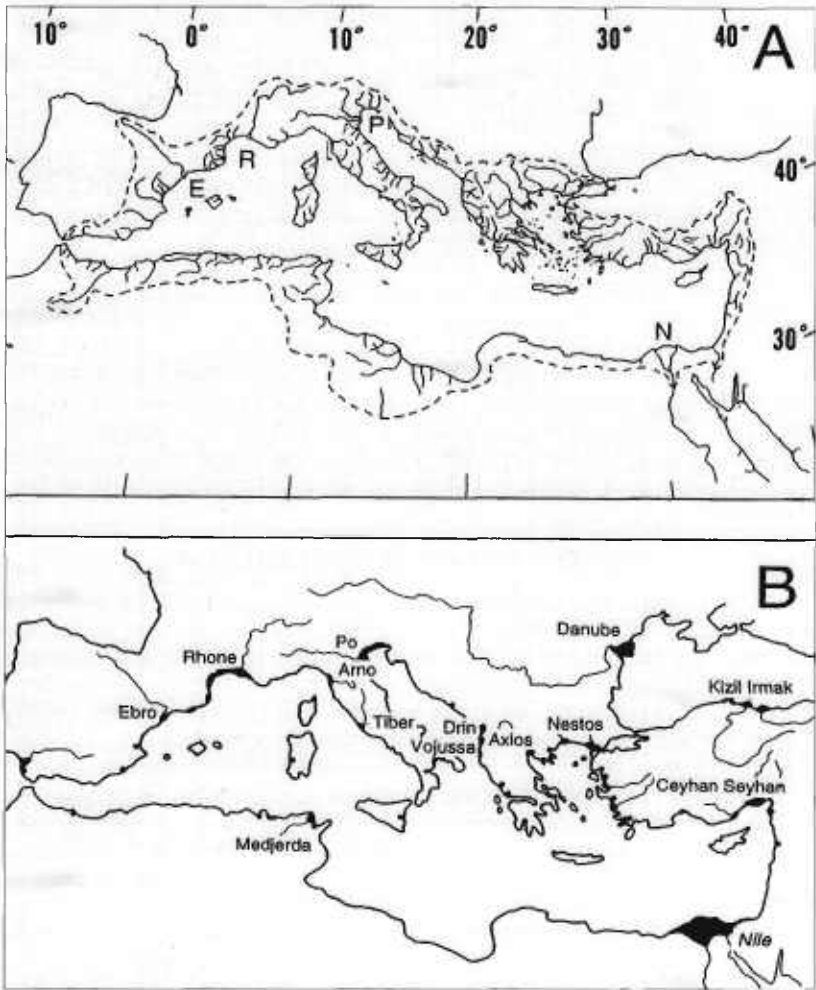 10° 0° 10° 20° 30° 40°
A
P
40°
R
E
N
30°
B
Danube
Po
Rhone
Arno
Kizil Irmak
Ebro
Tiber
Drin
Nestos
Axios
Vojussa
Ceyhan Seyhan
Medjerda
Nile